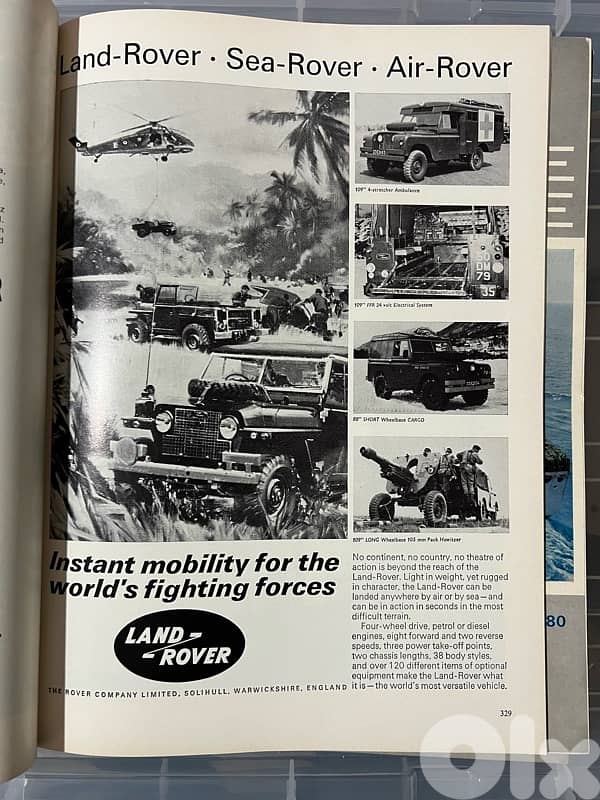 Land-Rover · Sea-Rover · Air-Rover
109" 4-stretcher Ambulance
50
DM
79
35
109" FFR 24 volt Electrical System
88" SHORT Wheelbase CARGO
109" LONG Wheelbase 105 mm Pack Howitzer
Instant mobility for the
world's fighting forces
LAND-
ROVER
THE ROVER COMPANY LIMITED, SOLIHULL, WARWICKSHIRE, ENGLAND
No continent, no country, no theatre of
action is beyond the reach of the
Land-Rover. Light in weight, yet rugged
in character, the Land-Rover can be
landed anywhere by air or by sea—and
can be in action in seconds in the most
difficult terrain.
Four-wheel drive, petrol or diesel
engines, eight forward and two reverse
speeds, three power take-off points,
two chassis lengths, 38 body styles,
and over 120 different items of optional
equipment make the Land-Rover what
it is—the world's most versatile vehicle.
329
80
Olx